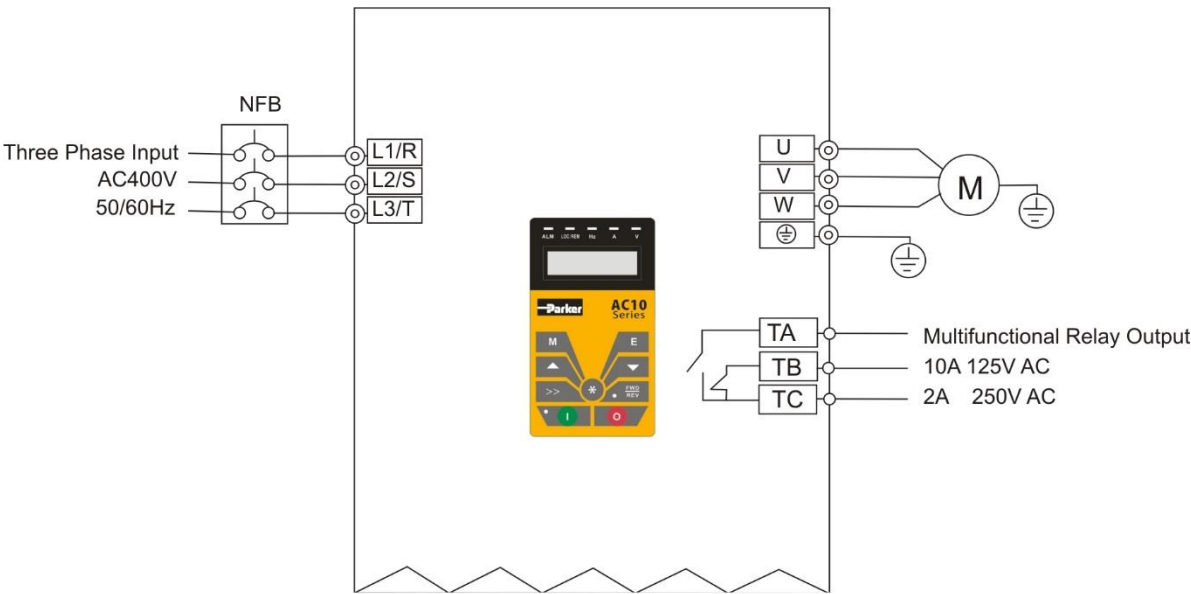 NFB
Three Phase Input
AC400V
50/60Hz
L1/R
L2/S
L3/T
ALM LOC/REM Hz A V
Parker
AC10
Series
M
E
>>
*
FWD
REV
I
O
U
V
W
M
TA
TB
TC
Multifunctional Relay Output
10A 125V AC
2A 250V AC